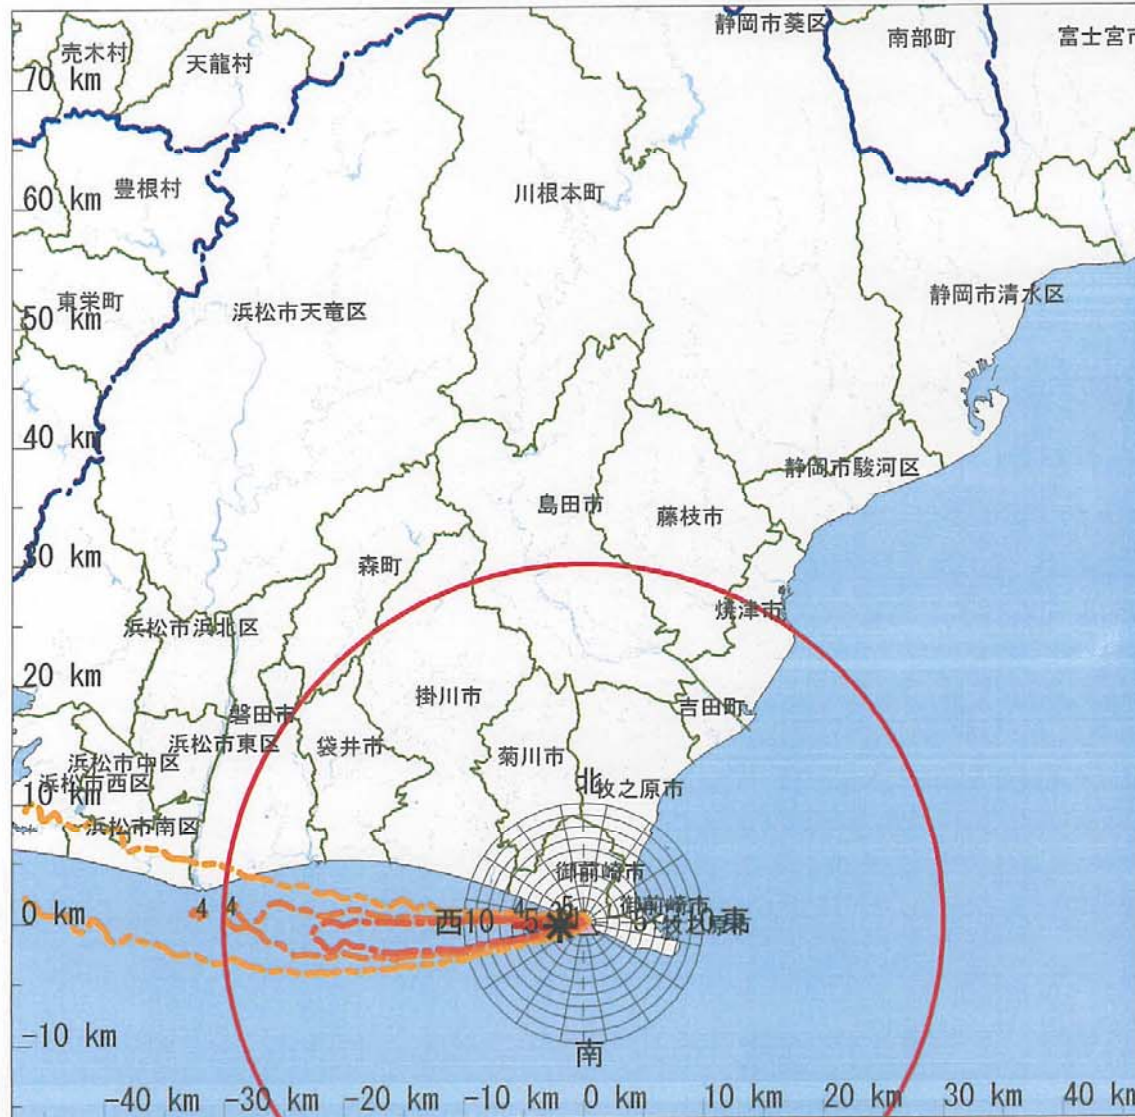 静岡市葵区
南部町
富士宮市
売木村
天龍村
70 km
豊根村
60 km
川根本町
東栄町
50 km
浜松市天竜区
静岡市清水区
40 km
静岡市駿河区
島田市
藤枝市
30 km
森町
焼津市
浜松市浜北区
20 km
掛川市
吉田町
磐田市
浜松市東区
袋井市
菊川市
浜松市中区
浜松市西区
北
牧之原市
10 km
浜松市南区
御前崎市
御前崎市
0 km
4
4
西
10
4
5
5
10
東
-10 km
南
-40 km
-30 km
-20 km
-10 km
0 km
10 km
20 km
30 km
40 km